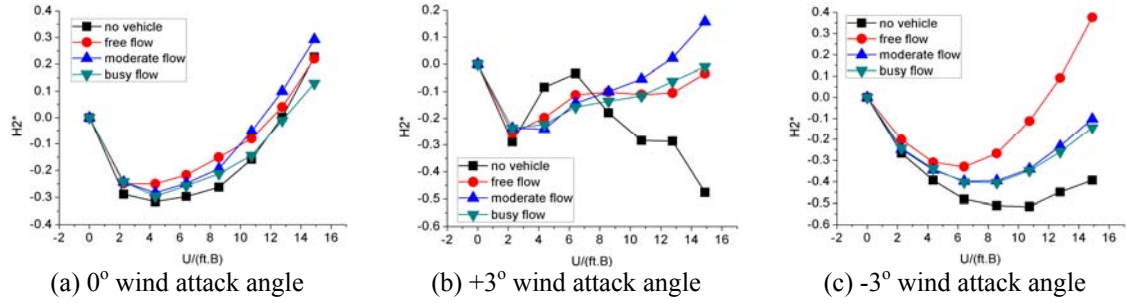 no vehicle
free flow
moderate flow
busy flow
0.4
0.3
0.2
0.1
0.0
-0.1
-0.2
-0.3
0.4
H2*
-2 0 2 4 6 8 10 12 14 16
U/(ft.B)
(a) 0° wind attack angle
0.2
0.1
0.0
-0.1
-0.2
-0.3
-0.4
-0.5
-0.6
H2*
no vehicle
free flow
moderate flow
busy flow
-2 0 2 4 6 8 10 12 14 16
U/(ft.B)
(b) +3° wind attack angle
no vehicle
free flow
moderate flow
busy flow
0.4
0.3
0.2
0.1
0.0
-0.1
-0.2
-0.3
-0.4
-0.5
-0.6
H2*
-2 0 2 4 6 8 10 12 14 16
U/(ft.B)
(c) -3° wind attack angle